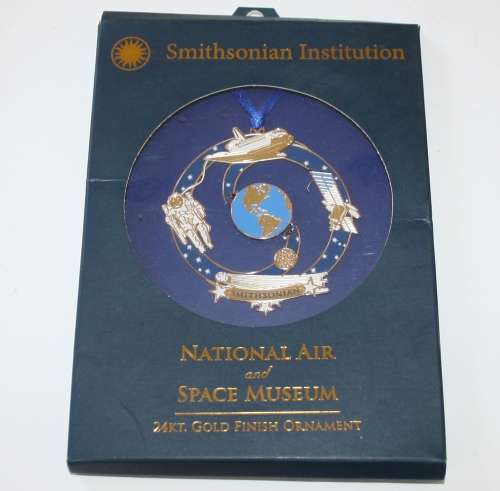 Smithsonian Institution
SMITHSONIAN
NATIONAL AIR
and
SPACE MUSEUM
24KT. GOLD FINISH ORNAMENT